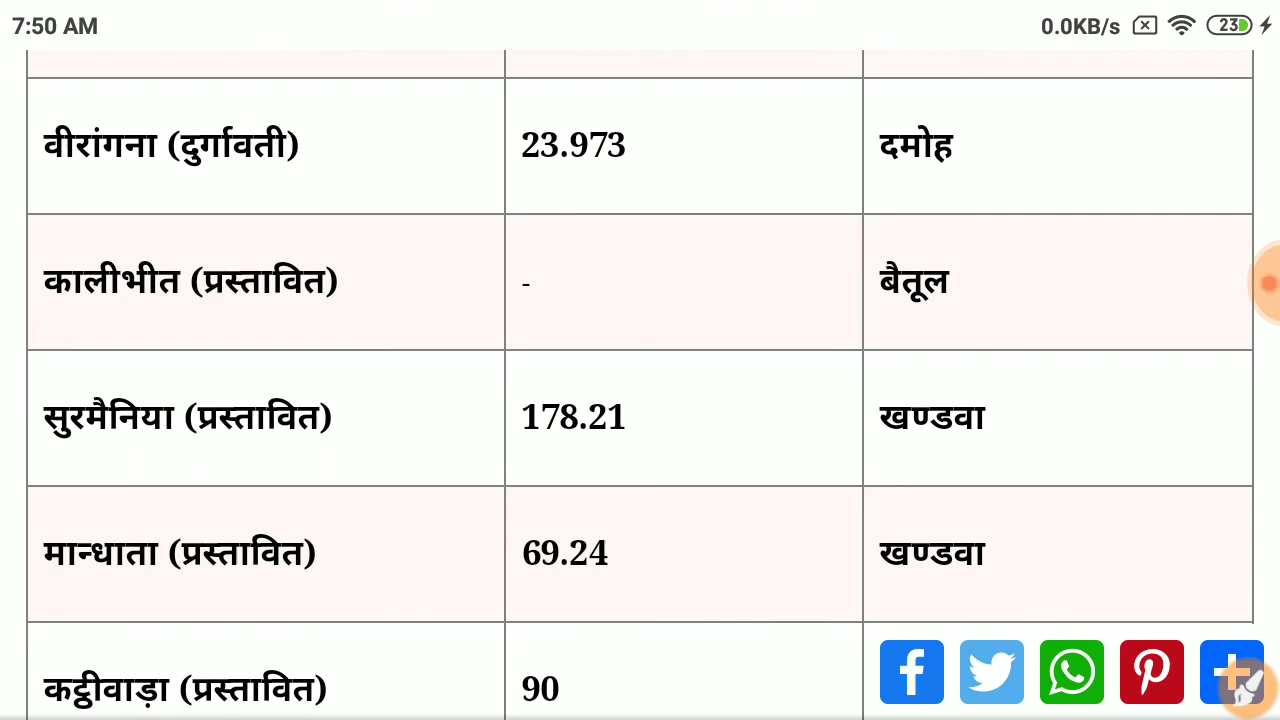 7:50 AM 0.0KB/s 23
वीरांगना (दुर्गावती) 23.973 दमोह
कालीभीत (प्रस्तावित) - बैतूल
सुरमैनिया (प्रस्तावित) 178.21 खण्डवा
मान्धाता (प्रस्तावित) 69.24 खण्डवा
कट्ठीवाड़ा (प्रस्तावित) 90